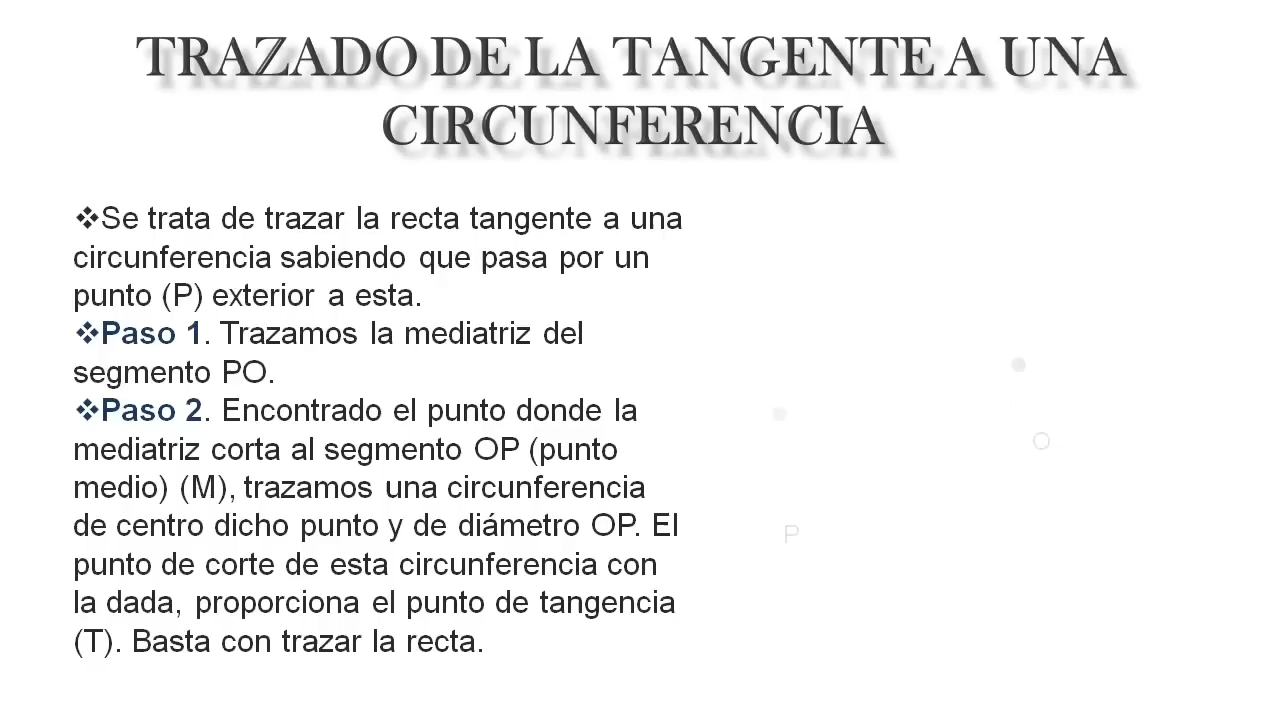 TRAZADO DE LA TANGENTE A UNA
CIRCUNFERENCIA
❖Se trata de trazar la recta tangente a una
circunferencia sabiendo que pasa por un
punto (P) exterior a esta.
❖Paso 1. Trazamos la mediatriz del
segmento PO.
❖Paso 2. Encontrado el punto donde la
mediatriz corta al segmento OP (punto
medio) (M), trazamos una circunferencia
de centro dicho punto y de diámetro OP. El
punto de corte de esta circunferencia con
la dada, proporciona el punto de tangencia
(T). Basta con trazar la recta.
O
P